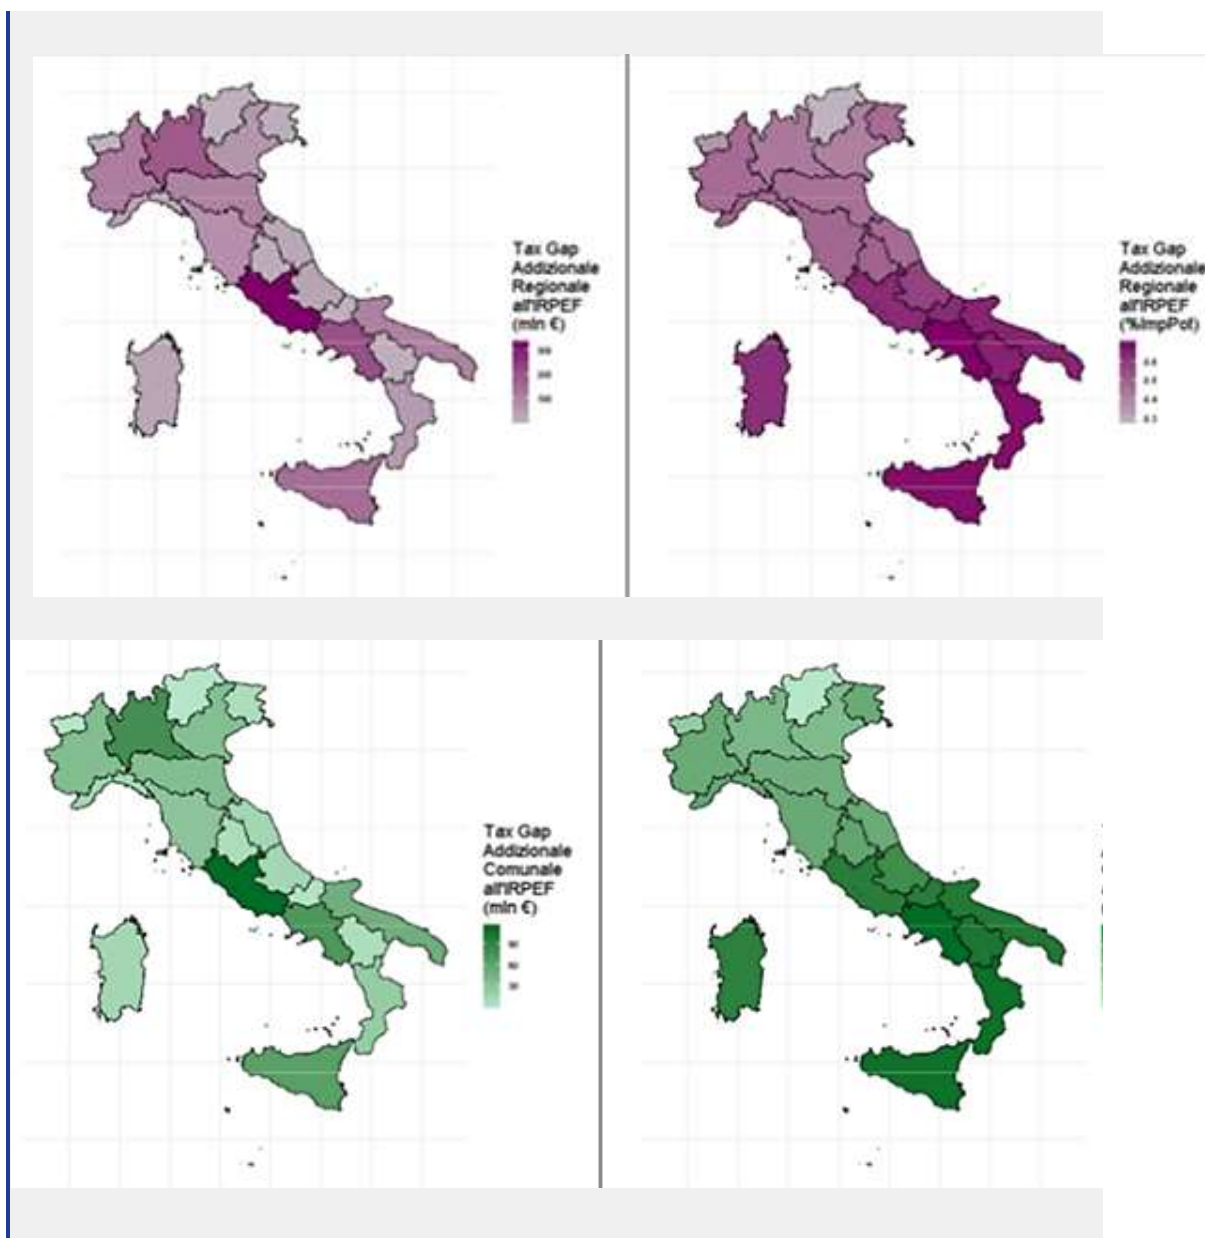 Tax Gap
Addizionale
Regionale
all'IRPEF
(mln €)
Tax Gap
Addizionale
Regionale
all'IRPEF
(%ImpPot)
Tax Gap
Addizionale
Comunale
all'IRPEF
(mln €)